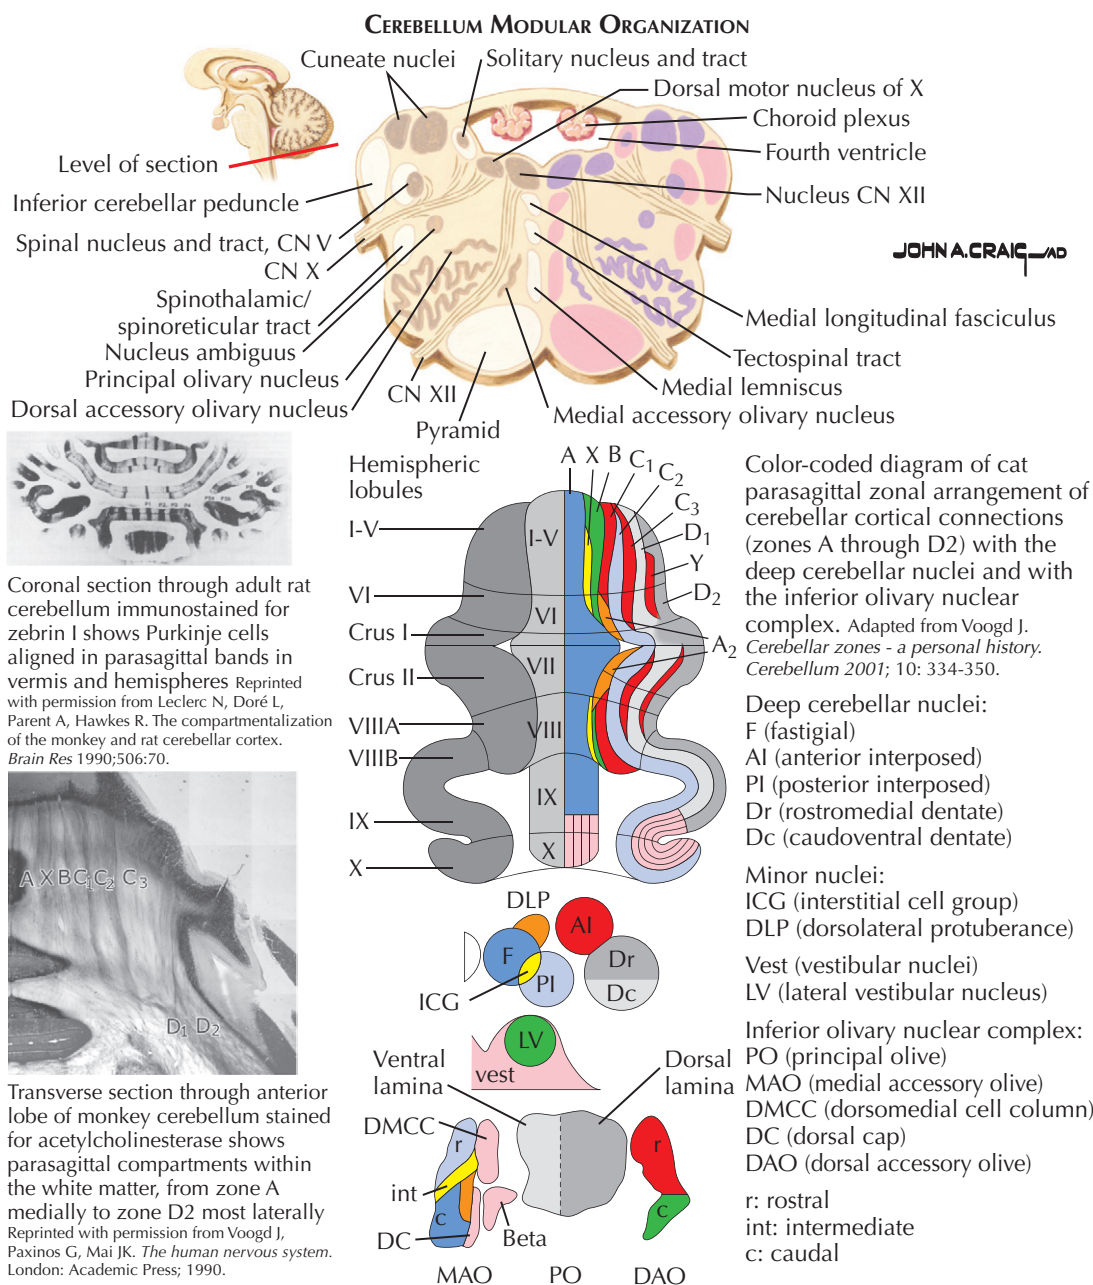 CEREBELLUM MODULAR ORGANIZATION
Cuneate nuclei
Solitary nucleus and tract
Dorsal motor nucleus of X
Choroid plexus
Fourth ventricle
Level of section
Nucleus CN XII
Inferior cerebellar peduncle
Spinal nucleus and tract, CN V
CN X
JOHN A. CRAIG AD
Spinothalamic/
spinoreticular tract
Nucleus ambiguus
Principal olivary nucleus
Dorsal accessory olivary nucleus
CN XII
Pyramid
Medial longitudinal fasciculus
Tectospinal tract
Medial lemniscus
Medial accessory olivary nucleus
P1 P2 P3 P4
Coronal section through adult rat
cerebellum immunostained for
zebrin I shows Purkinje cells
aligned in parasagittal bands in
vermis and hemispheres Reprinted
with permission from Leclerc N, Doré L,
Parent A, Hawkes R. The compartmentalization
of the monkey and rat cerebellar cortex.
Brain Res 1990;506:70.
A X B C1 C2 C3
D1 D2
Transverse section through anterior
lobe of monkey cerebellum stained
for acetylcholinesterase shows
parasagittal compartments within
the white matter, from zone A
medially to zone D2 most laterally
Reprinted with permission from Voogd J,
Paxinos G, Mai JK. The human nervous system.
London: Academic Press; 1990.
Hemispheric
lobules
A X B C1 C2 C3 D1 Y D2 A2
I-V
VI
Crus I
Crus II
VIIIA
VIIIB
IX
X
I-V
VI
VII
VIII
IX
X
DLP
AI
F
Dr
PI
Dc
ICG
LV
vest
Ventral
lamina
Dorsal
lamina
DMCC
r
int
c
DC
Beta
r
c
MAO
PO
DAO
Color-coded diagram of cat
parasagittal zonal arrangement of
cerebellar cortical connections
(zones A through D2) with the
deep cerebellar nuclei and with
the inferior olivary nuclear
complex. Adapted from Voogd J.
Cerebellar zones - a personal history.
Cerebellum 2001; 10: 334-350.
Deep cerebellar nuclei:
F (fastigial)
AI (anterior interposed)
PI (posterior interposed)
Dr (rostromedial dentate)
Dc (caudoventral dentate)
Minor nuclei:
ICG (interstitial cell group)
DLP (dorsolateral protuberance)
Vest (vestibular nuclei)
LV (lateral vestibular nucleus)
Inferior olivary nuclear complex:
PO (principal olive)
MAO (medial accessory olive)
DMCC (dorsomedial cell column)
DC (dorsal cap)
DAO (dorsal accessory olive)
r: rostral
int: intermediate
c: caudal